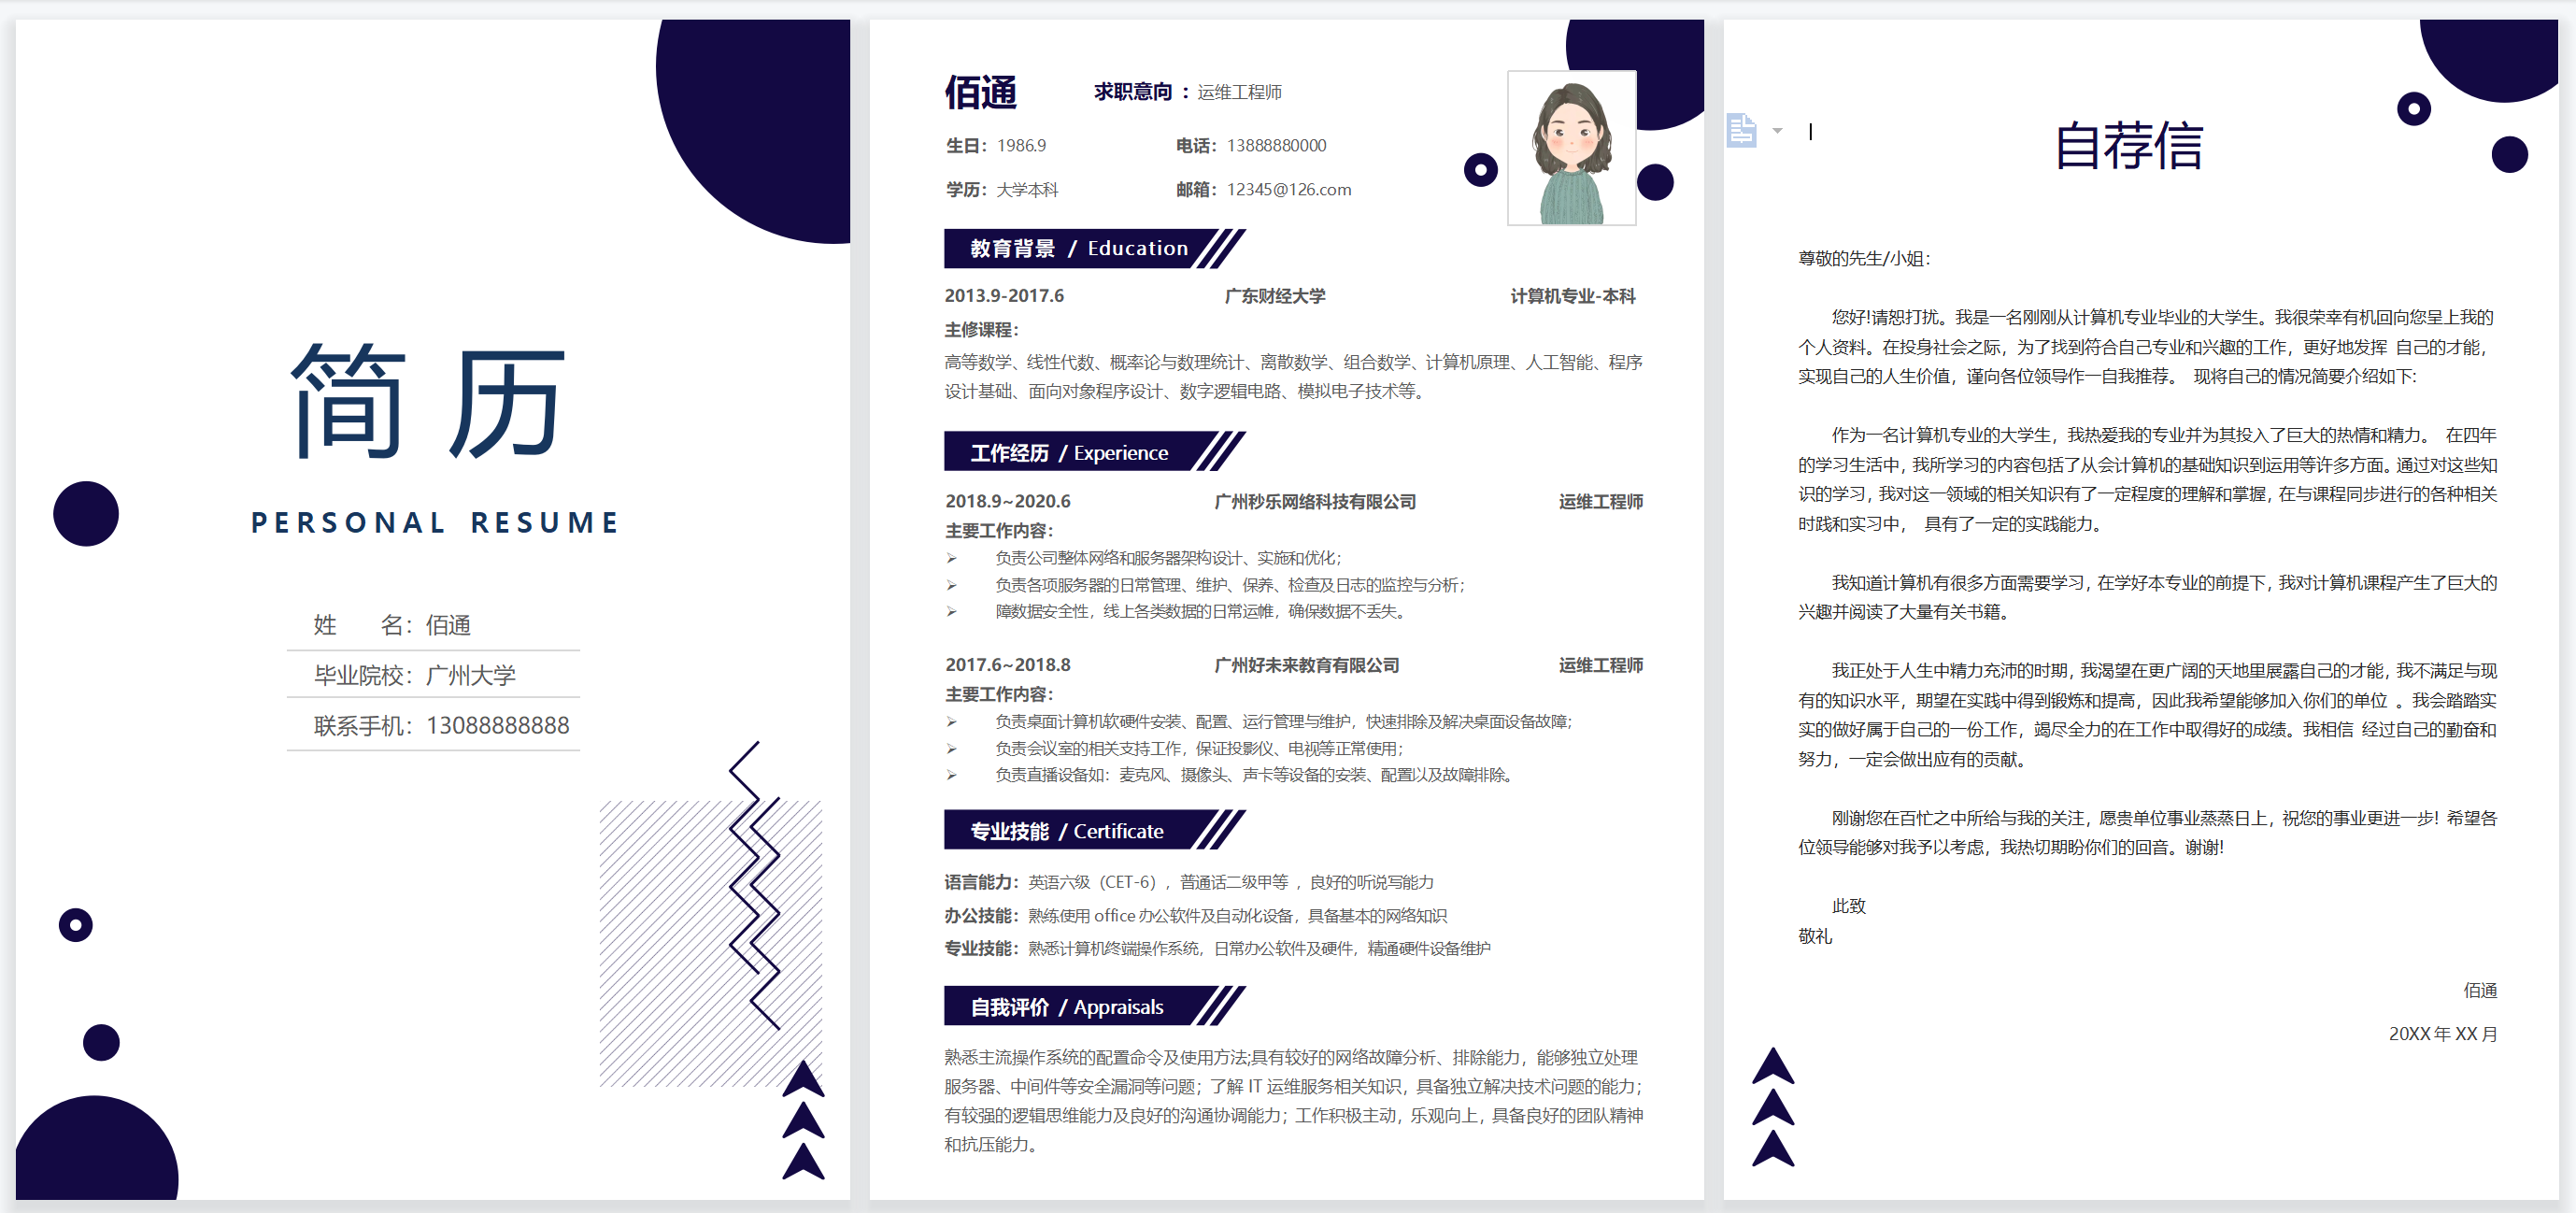 简 历
PERSONAL RESUME
姓　　名：佰通
毕业院校：广州大学
联系手机：13088888888
佰通　求职意向 ：运维工程师
生日：1986.9　电话：13888880000
学历：大学本科　邮箱：12345@126.com
教育背景 / Education
2013.9-2017.6　广东财经大学　计算机专业-本科
主修课程：
高等数学、线性代数、概率论与数理统计、离散数学、组合数学、计算机原理、人工智能、程序
设计基础、面向对象程序设计、数字逻辑电路、模拟电子技术等。
工作经历 / Experience
2018.9~2020.6　广州秒乐网络科技有限公司　运维工程师
主要工作内容：
➢ 负责公司整体网络和服务器架构设计、实施和优化；
➢ 负责各项服务器的日常管理、维护、保养、检查及日志的监控与分析；
➢ 障数据安全性，线上各类数据的日常运帷，确保数据不丢失。
2017.6~2018.8　广州好未来教育有限公司　运维工程师
主要工作内容：
➢ 负责桌面计算机软硬件安装、配置、运行管理与维护，快速排除及解决桌面设备故障；
➢ 负责会议室的相关支持工作，保证投影仪、电视等正常使用；
➢ 负责直播设备如：麦克风、摄像头、声卡等设备的安装、配置以及故障排除。
专业技能 / Certificate
语言能力：英语六级（CET-6），普通话二级甲等 ，良好的听说写能力
办公技能：熟练使用 office 办公软件及自动化设备，具备基本的网络知识
专业技能：熟悉计算机终端操作系统，日常办公软件及硬件，精通硬件设备维护
自我评价 / Appraisals
熟悉主流操作系统的配置命令及使用方法;具有较好的网络故障分析、排除能力，能够独立处理
服务器、中间件等安全漏洞等问题；了解 IT 运维服务相关知识，具备独立解决技术问题的能力；
有较强的逻辑思维能力及良好的沟通协调能力；工作积极主动，乐观向上，具备良好的团队精神
和抗压能力。
自荐信
尊敬的先生/小姐：
您好!请恕打扰。我是一名刚刚从计算机专业毕业的大学生。我很荣幸有机回向您呈上我的
个人资料。在投身社会之际，为了找到符合自己专业和兴趣的工作，更好地发挥 自己的才能，
实现自己的人生价值，谨向各位领导作一自我推荐。 现将自己的情况简要介绍如下:
作为一名计算机专业的大学生，我热爱我的专业并为其投入了巨大的热情和精力。 在四年
的学习生活中，我所学习的内容包括了从会计算机的基础知识到运用等许多方面。通过对这些知
识的学习，我对这一领域的相关知识有了一定程度的理解和掌握，在与课程同步进行的各种相关
时践和实习中， 具有了一定的实践能力。
我知道计算机有很多方面需要学习，在学好本专业的前提下，我对计算机课程产生了巨大的
兴趣并阅读了大量有关书籍。
我正处于人生中精力充沛的时期，我渴望在更广阔的天地里展露自己的才能，我不满足与现
有的知识水平，期望在实践中得到锻炼和提高，因此我希望能够加入你们的单位 。我会踏踏实
实的做好属于自己的一份工作，竭尽全力的在工作中取得好的成绩。我相信 经过自己的勤奋和
努力，一定会做出应有的贡献。
刚谢您在百忙之中所给与我的关注，愿贵单位事业蒸蒸日上，祝您的事业更进一步！希望各
位领导能够对我予以考虑，我热切期盼你们的回音。谢谢!
此致
敬礼
佰通
20XX 年 XX 月